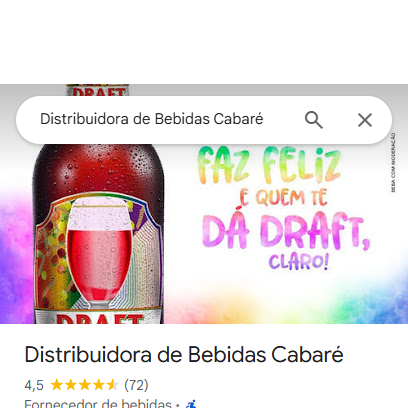 DRAFT
Distribuidora de Bebidas Cabaré
BEBA COM MODERAÇÃO
FAZ FELIZ
E QUEM TE
DÁ DRAFT,
CLARO!
DRAFT
Distribuidora de Bebidas Cabaré
4,5 (72)
Fornecedor de bebidas ·